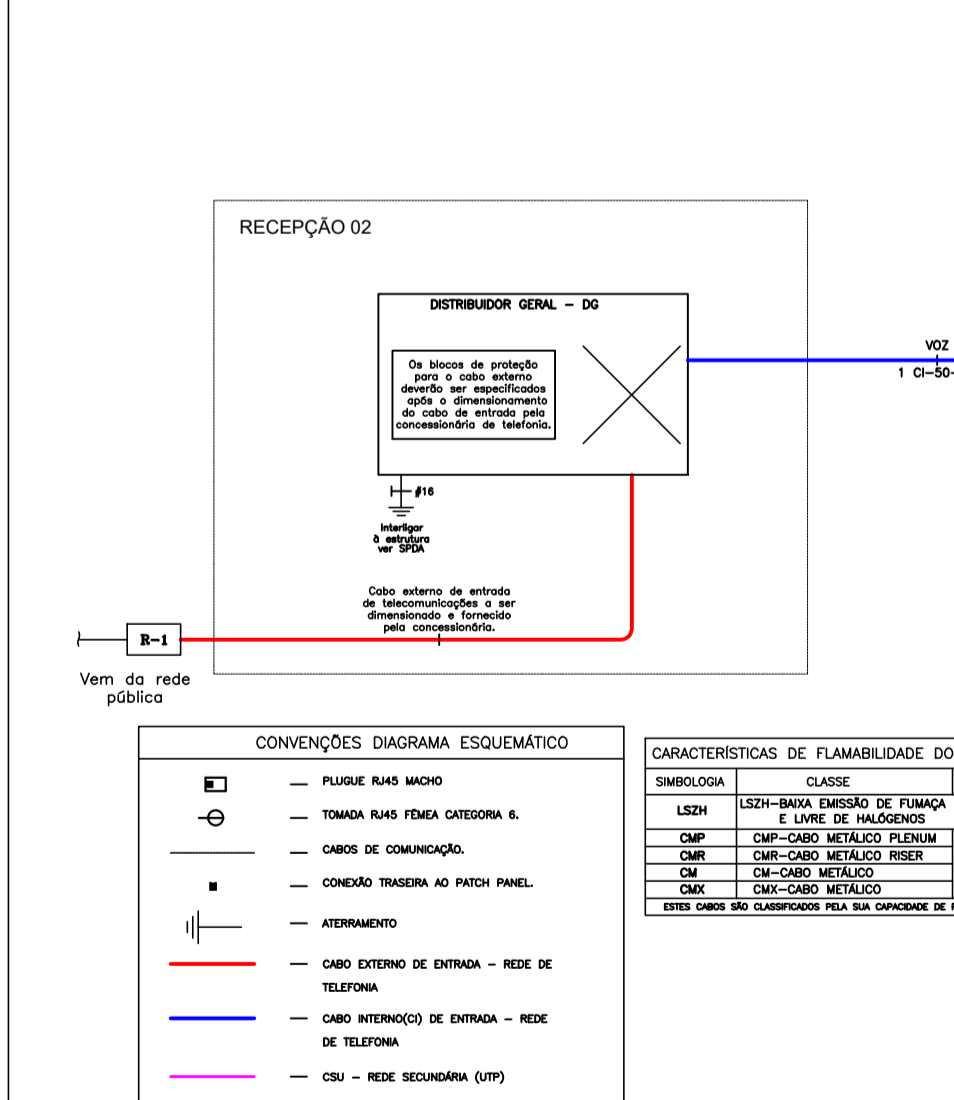 RECEPÇÃO 02
DISTRIBUIDOR GERAL – DG
Os blocos de proteção
para o cabo externo
deverão ser especificados
após o dimensionamento
do cabo de entrada pela
concessionária de telefonia.
VOZ
1 CI-50-
#16
Interligar
à estrutura
ver SPDA
Cabo externo de entrada
de telecomunicações a ser
dimensionado e fornecido
pela concessionária.
R-1
Vem da rede
pública
CONVENÇÕES DIAGRAMA ESQUEMÁTICO
— PLUGUE RJ45 MACHO
— TOMADA RJ45 FÊMEA CATEGORIA 6.
— CABOS DE COMUNICAÇÃO.
— CONEXÃO TRASEIRA AO PATCH PANEL.
— ATERRAMENTO
— CABO EXTERNO DE ENTRADA – REDE DE
TELEFONIA
— CABO INTERNO(CI) DE ENTRADA – REDE
DE TELEFONIA
— CSU – REDE SECUNDÁRIA (UTP)
CARACTERÍSTICAS DE FLAMABILIDADE DO
SIMBOLOGIA CLASSE
LSZH LSZH-BAIXA EMISSÃO DE FUMAÇA
E LIVRE DE HALÓGENOS
CMP CMP-CABO METÁLICO PLENUM
CMR CMR-CABO METÁLICO RISER
CM CM-CABO METÁLICO
CMX CMX-CABO METÁLICO
ESTES CABOS SÃO CLASSIFICADOS PELA SUA CAPACIDADE DE